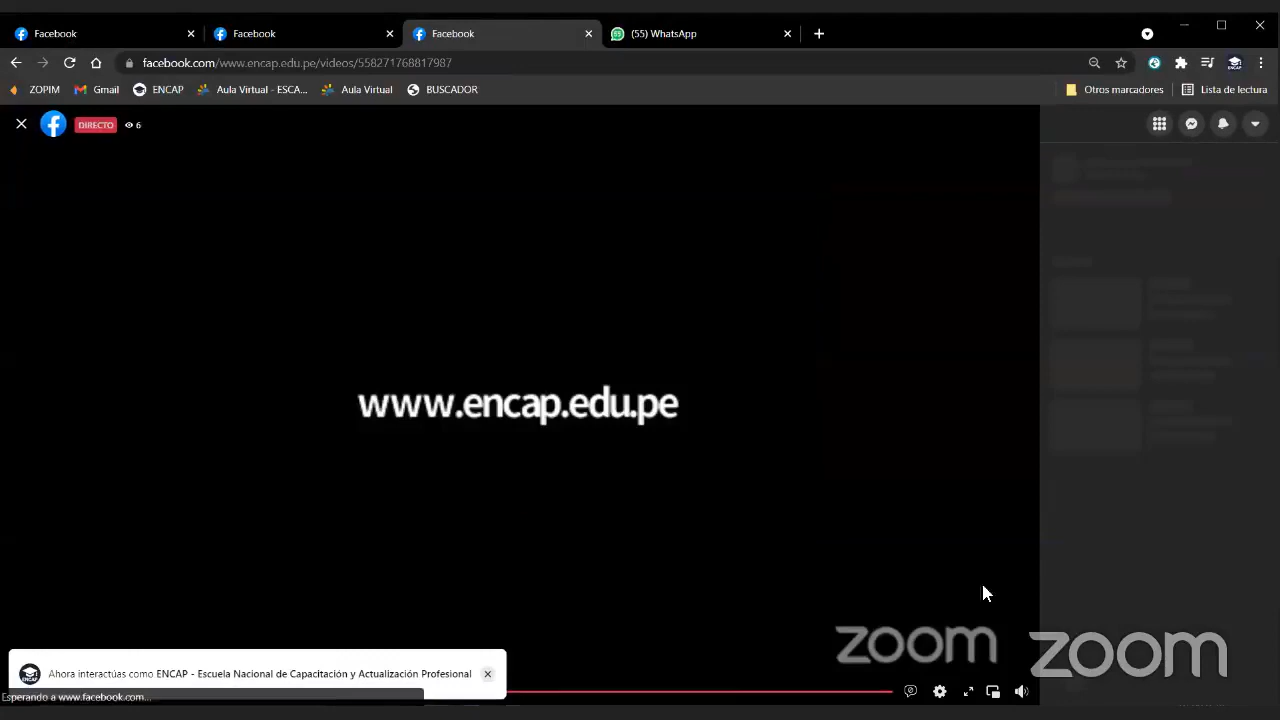 Facebook
Facebook
Facebook
(55) WhatsApp
facebook.com/www.encap.edu.pe/videos/558271768817987
ZOPIM
Gmail
ENCAP
Aula Virtual - ESCA...
Aula Virtual
BUSCADOR
Otros marcadores
Lista de lectura
ENCAP
DIRECTO
6
www.encap.edu.pe
zoom
zoom
Ahora interactúas como ENCAP - Escuela Nacional de Capacitación y Actualización Profesional
Esperando a www.facebook.com...